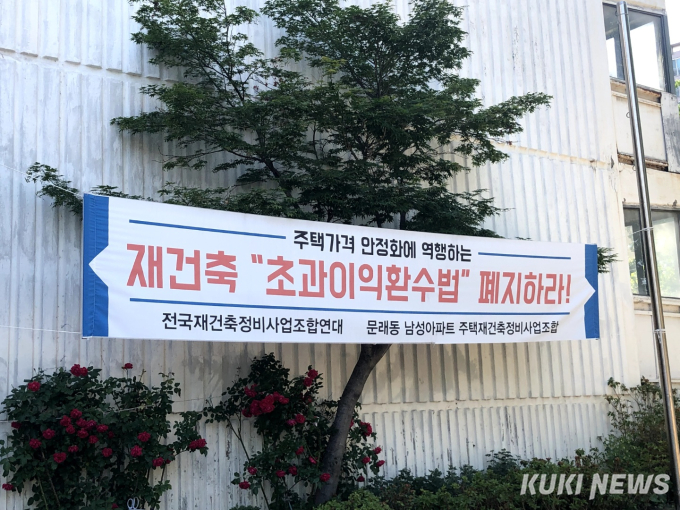 주택가격 안정화에 역행하는
재건축 "초과이익환수법" 폐지하라!
전국재건축정비사업조합연대 문래동 남성아파트 주택재건축정비사업조합
KUKI NEWS